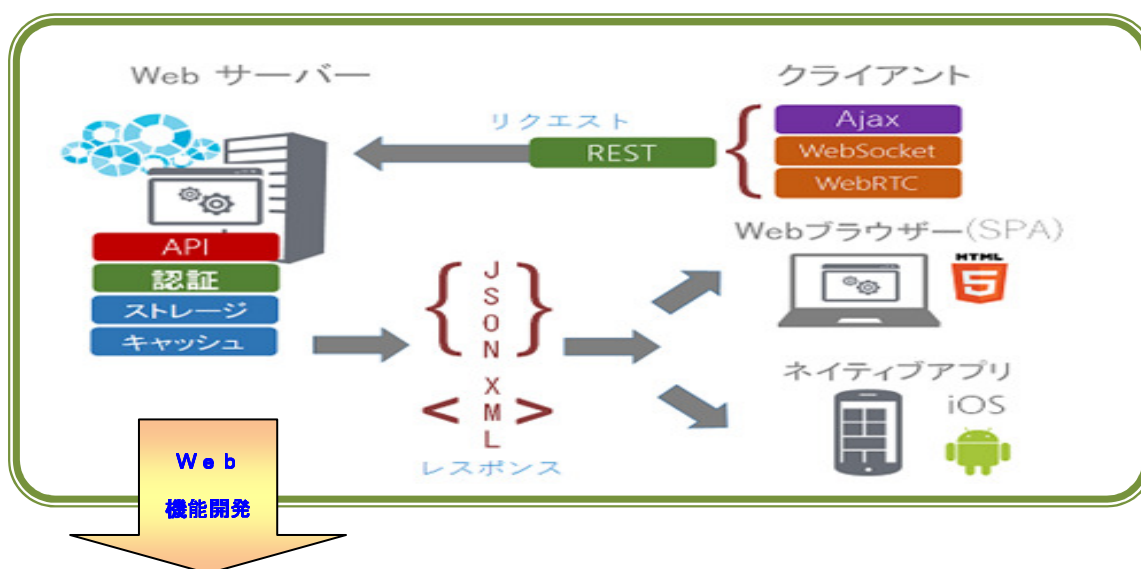 Web サーバー
クライアント
リクエスト
REST
Ajax
WebSocket
WebRTC
API
認証
ストレージ
キャッシュ
JSON
XML
レスポンス
Webブラウザー(SPA)
HTML
5
ネイティブアプリ
iOS
Ｗｅｂ
機能開発